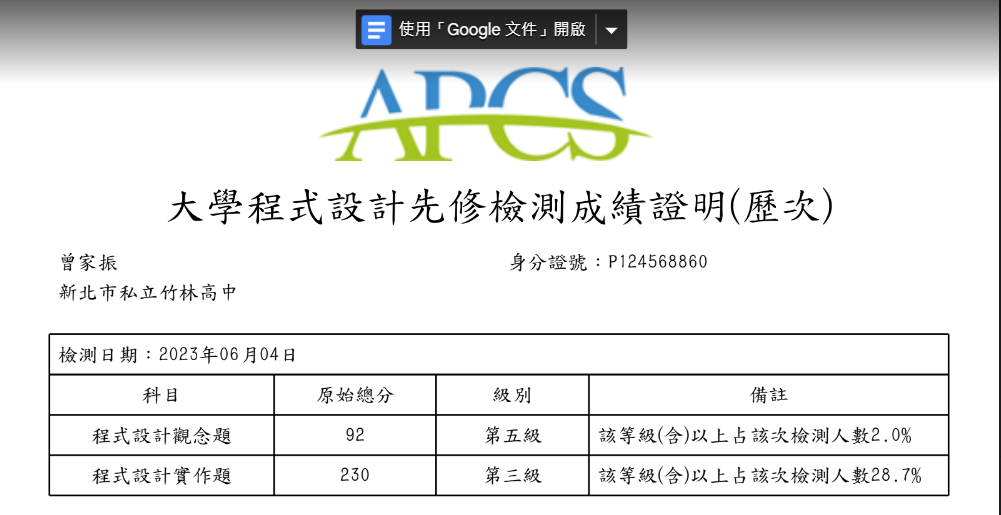 使用「Google 文件」開啟
APCS
大學程式設計先修檢測成績證明(歷次)
曾家振 身分證號：P124568860
新北市私立竹林高中
檢測日期：2023年06月04日
科目 原始總分 級別 備註
程式設計觀念題 92 第五級 該等級(含)以上占該次檢測人數2.0%
程式設計實作題 230 第三級 該等級(含)以上占該次檢測人數28.7%